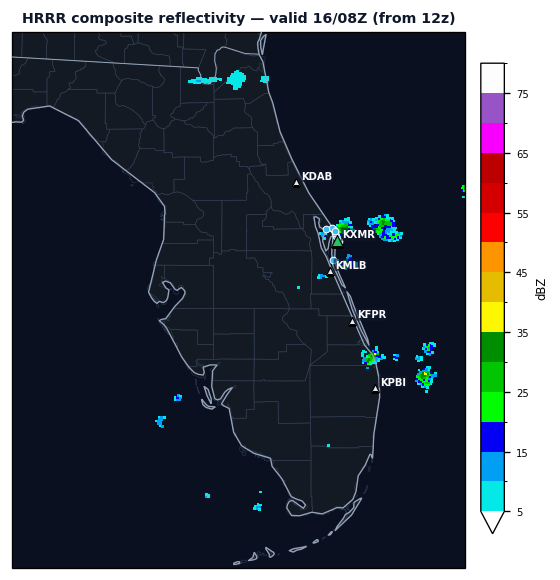 HRRR composite reflectivity — valid 16/08Z (from 12z)
KDAB
KXMR
KMLB
KFPR
KPBI
75
65
55
45
35
25
15
5
dBZ